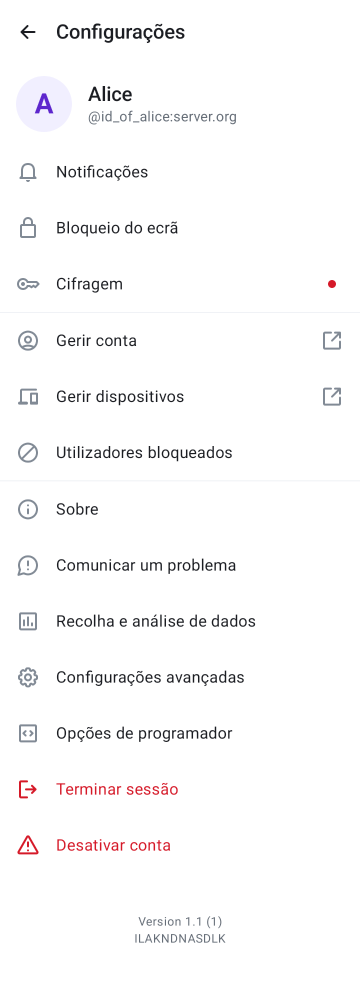 Configurações
A
Alice
@id_of_alice:server.org
Notificações
Bloqueio do ecrã
Cifragem
Gerir conta
Gerir dispositivos
Utilizadores bloqueados
Sobre
Comunicar um problema
Recolha e análise de dados
Configurações avançadas
Opções de programador
Terminar sessão
Desativar conta
Version 1.1 (1)
ILAKNDNASDLK